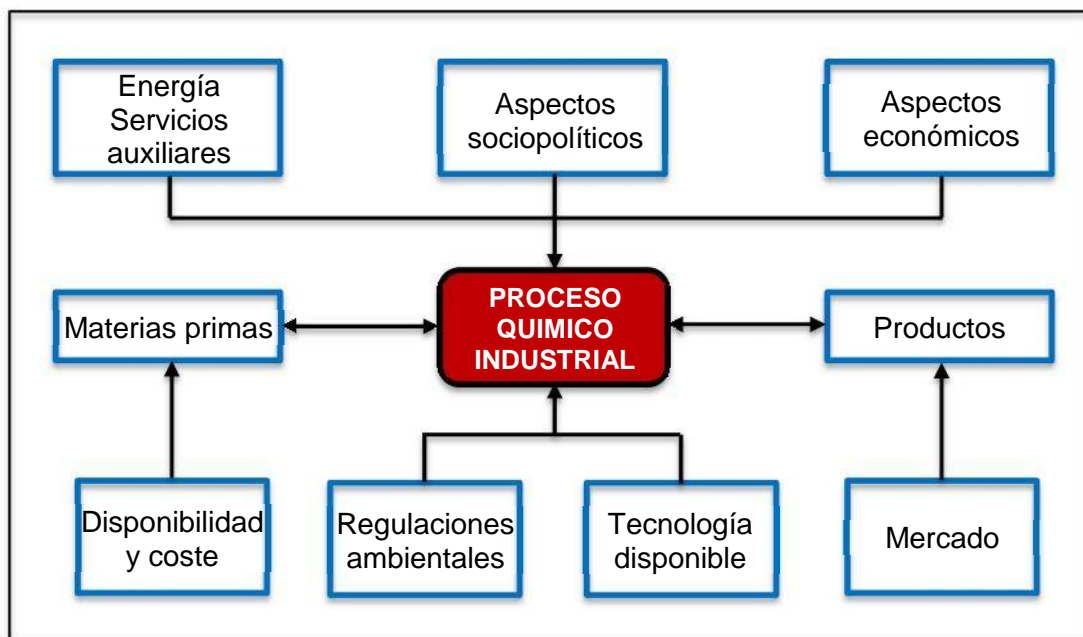 Energía
Servicios
auxiliares
Aspectos
sociopolíticos
Aspectos
económicos
Materias primas
PROCESO
QUIMICO
INDUSTRIAL
Productos
Disponibilidad
y coste
Regulaciones
ambientales
Tecnología
disponible
Mercado